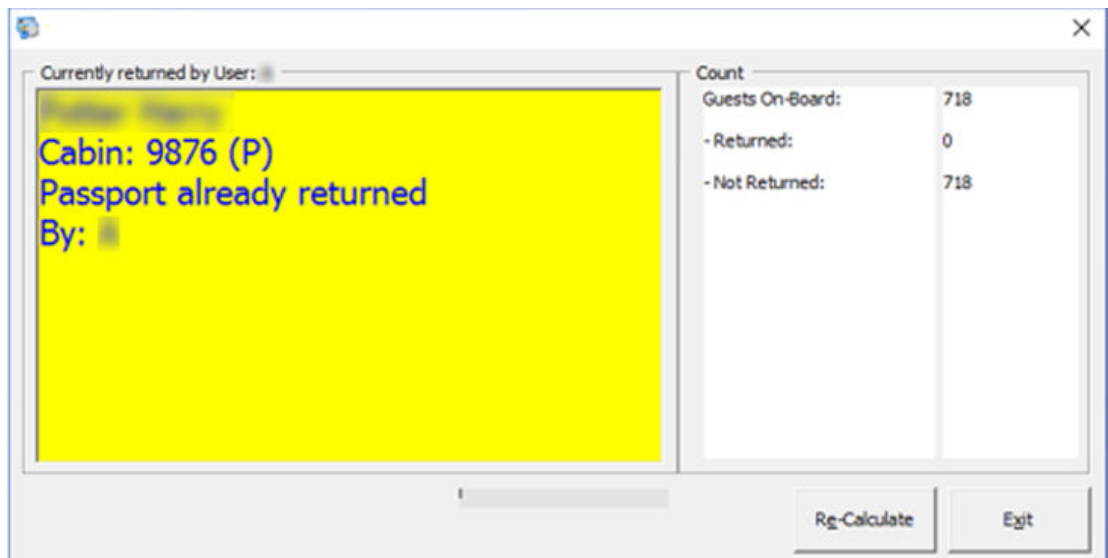 Currently returned by User:
Cabin: 9876 (P)
Passport already returned
By:
Count
Guests On-Board: 718
- Returned: 0
- Not Returned: 718
Re-Calculate
Exit